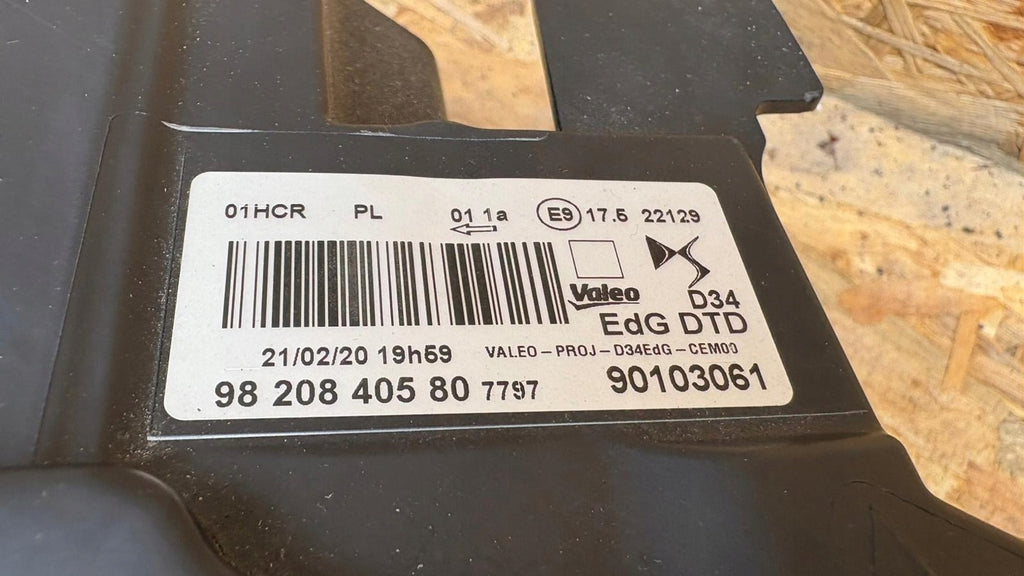 01HCR PL 01 1a E9 17.5 22129
Valeo D34
EdG DTD
21/02/20 19h59 VALEO-PROJ-D34EdG-CEM00
98 208 405 80 7797 90103061